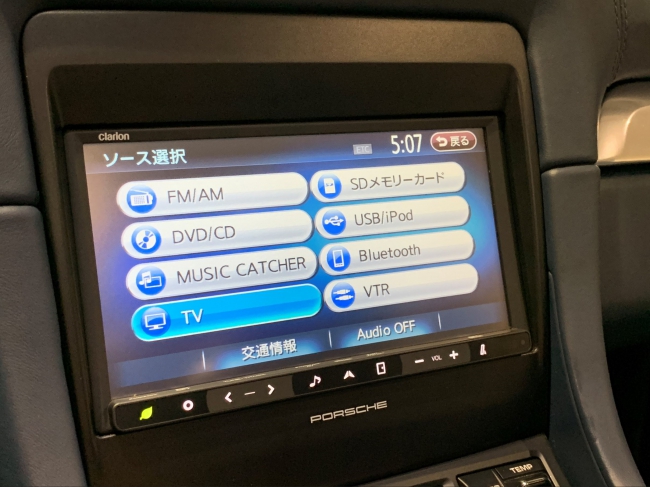 Clarion
ソース選択
ETC
5:07
戻る
FM/AM
SDメモリーカード
DVD/CD
USB/iPod
MUSIC CATCHER
Bluetooth
TV
VTR
交通情報
Audio OFF
− VOL +
PORSCHE
TEMP